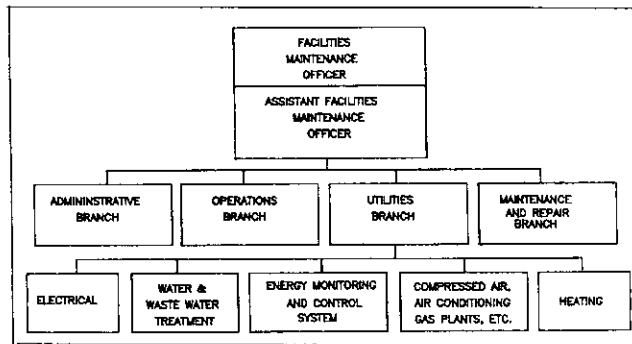 FACILITIES
MAINTENANCE
OFFICER
ASSISTANT FACILITIES
MAINTENANCE
OFFICER
ADMININSTRATIVE
BRANCH
OPERATIONS
BRANCH
UTILITIES
BRANCH
MAINTENANCE
AND REPAIR
BRANCH
ELECTRICAL
WATER &
WASTE WATER
TREATMENT
ENERGY MONITORING
AND CONTROL
SYSTEM
COMPRESSED AIR,
AIR CONDITIONING
GAS PLANTS, ETC.
HEATING